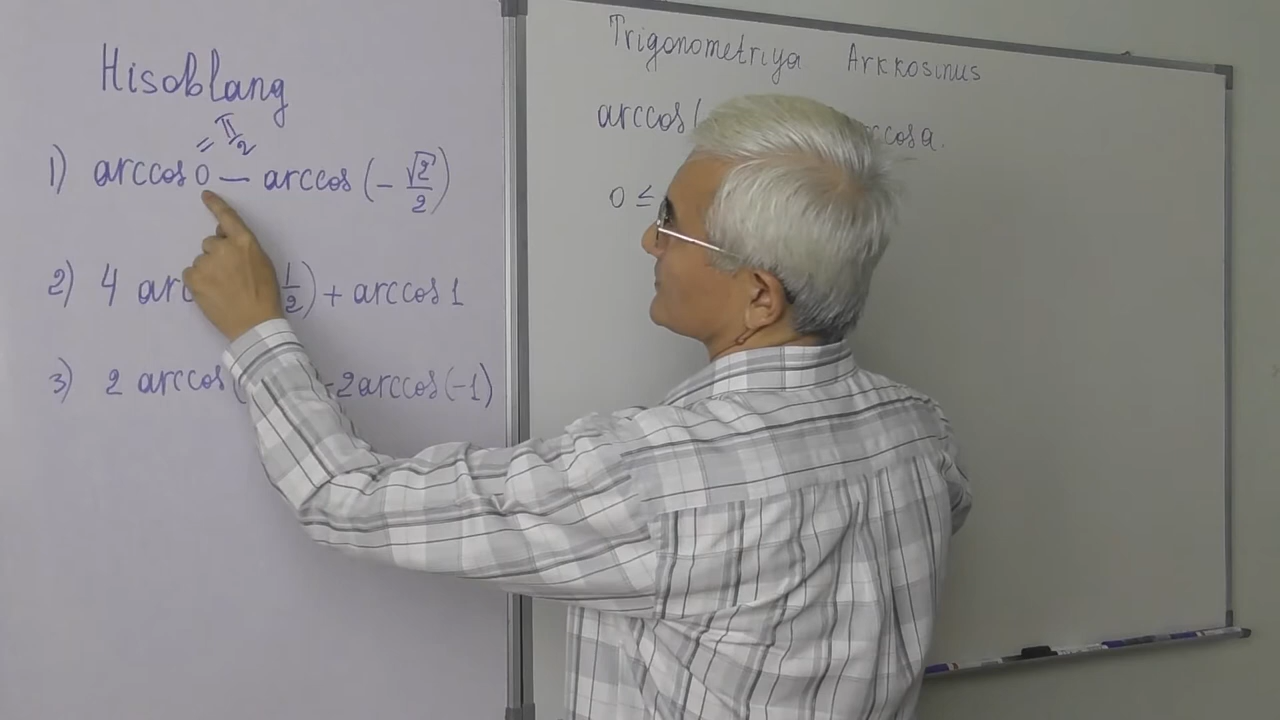 Hisoblang
= π/2
1) arccos 0 – arccos (– √2/2)
2) 4 1/2) + arccos 1
3) 2 arccos ( 2 arccos (–1)
Trigonometriya Arkkosinus
arccos( a.
0 ≤